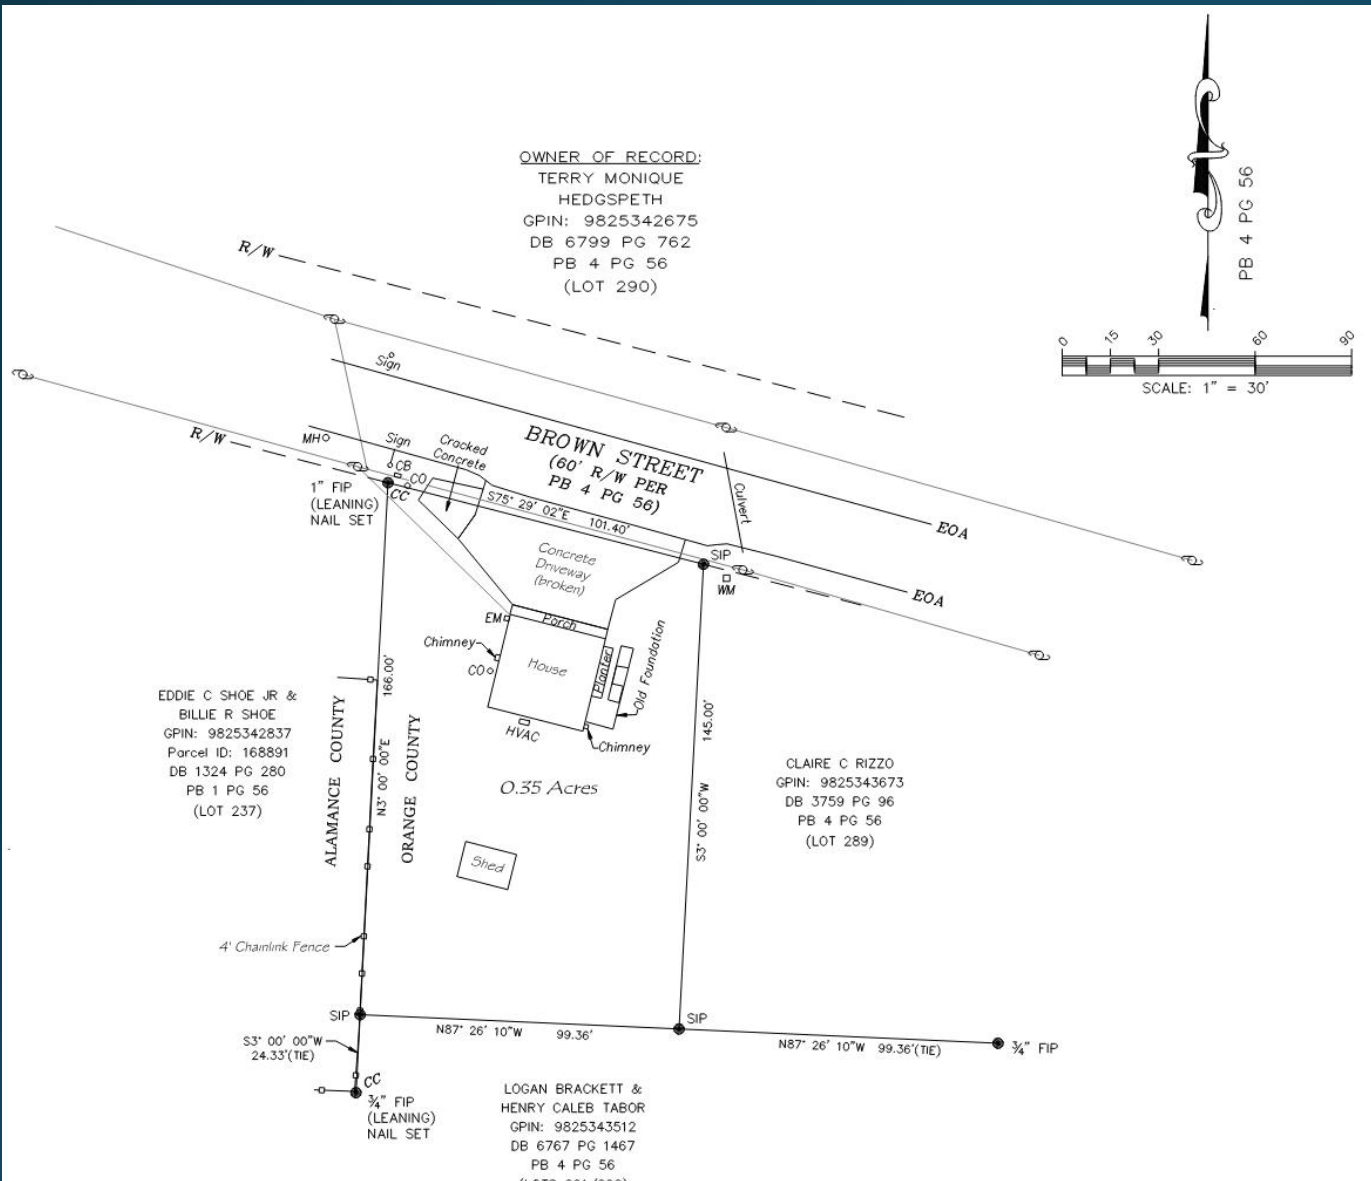 OWNER OF RECORD:
TERRY MONIQUE
HEDGSPETH
GPIN: 9825342675
DB 6799 PG 762
PB 4 PG 56
(LOT 290)
PB 4 PG 56
0 15 30 60 90
SCALE: 1" = 30'
R/W
Sign
R/W
MH
Sign
CB
CO
CC
Cracked
Concrete
BROWN STREET
(60' R/W PER
PB 4 PG 56)
S75° 29' 02"E 101.40'
Culvert
EOA
EOA
1" FIP
(LEANING)
NAIL SET
SIP
WM
Concrete
Driveway
(broken)
EM
Porch
Chimney
CO
House
Planter
Old Foundation
HVAC
Chimney
166.00'
N3° 00' 00"E
145.00'
S3° 00' 00"W
EDDIE C SHOE JR &
BILLIE R SHOE
GPIN: 9825342837
Parcel ID: 168891
DB 1324 PG 280
PB 1 PG 56
(LOT 237)
ALAMANCE COUNTY
ORANGE COUNTY
0.35 Acres
CLAIRE C RIZZO
GPIN: 9825343673
DB 3759 PG 96
PB 4 PG 56
(LOT 289)
Shed
4' Chainlink Fence
SIP
N87° 26' 10"W 99.36'
SIP
N87° 26' 10"W 99.36'(TIE)
3/4" FIP
S3° 00' 00"W
24.33'(TIE)
CC
3/4" FIP
(LEANING)
NAIL SET
LOGAN BRACKETT &
HENRY CALEB TABOR
GPIN: 9825343512
DB 6767 PG 1467
PB 4 PG 56